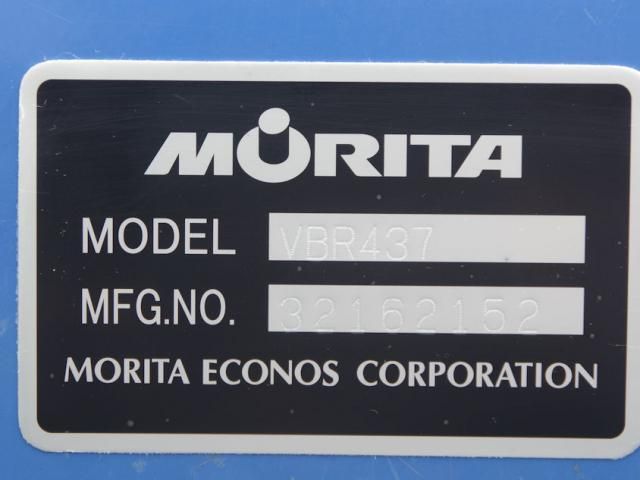 MORITA
MODEL VBR437
MFG.NO. 32162152
MORITA ECONOS CORPORATION